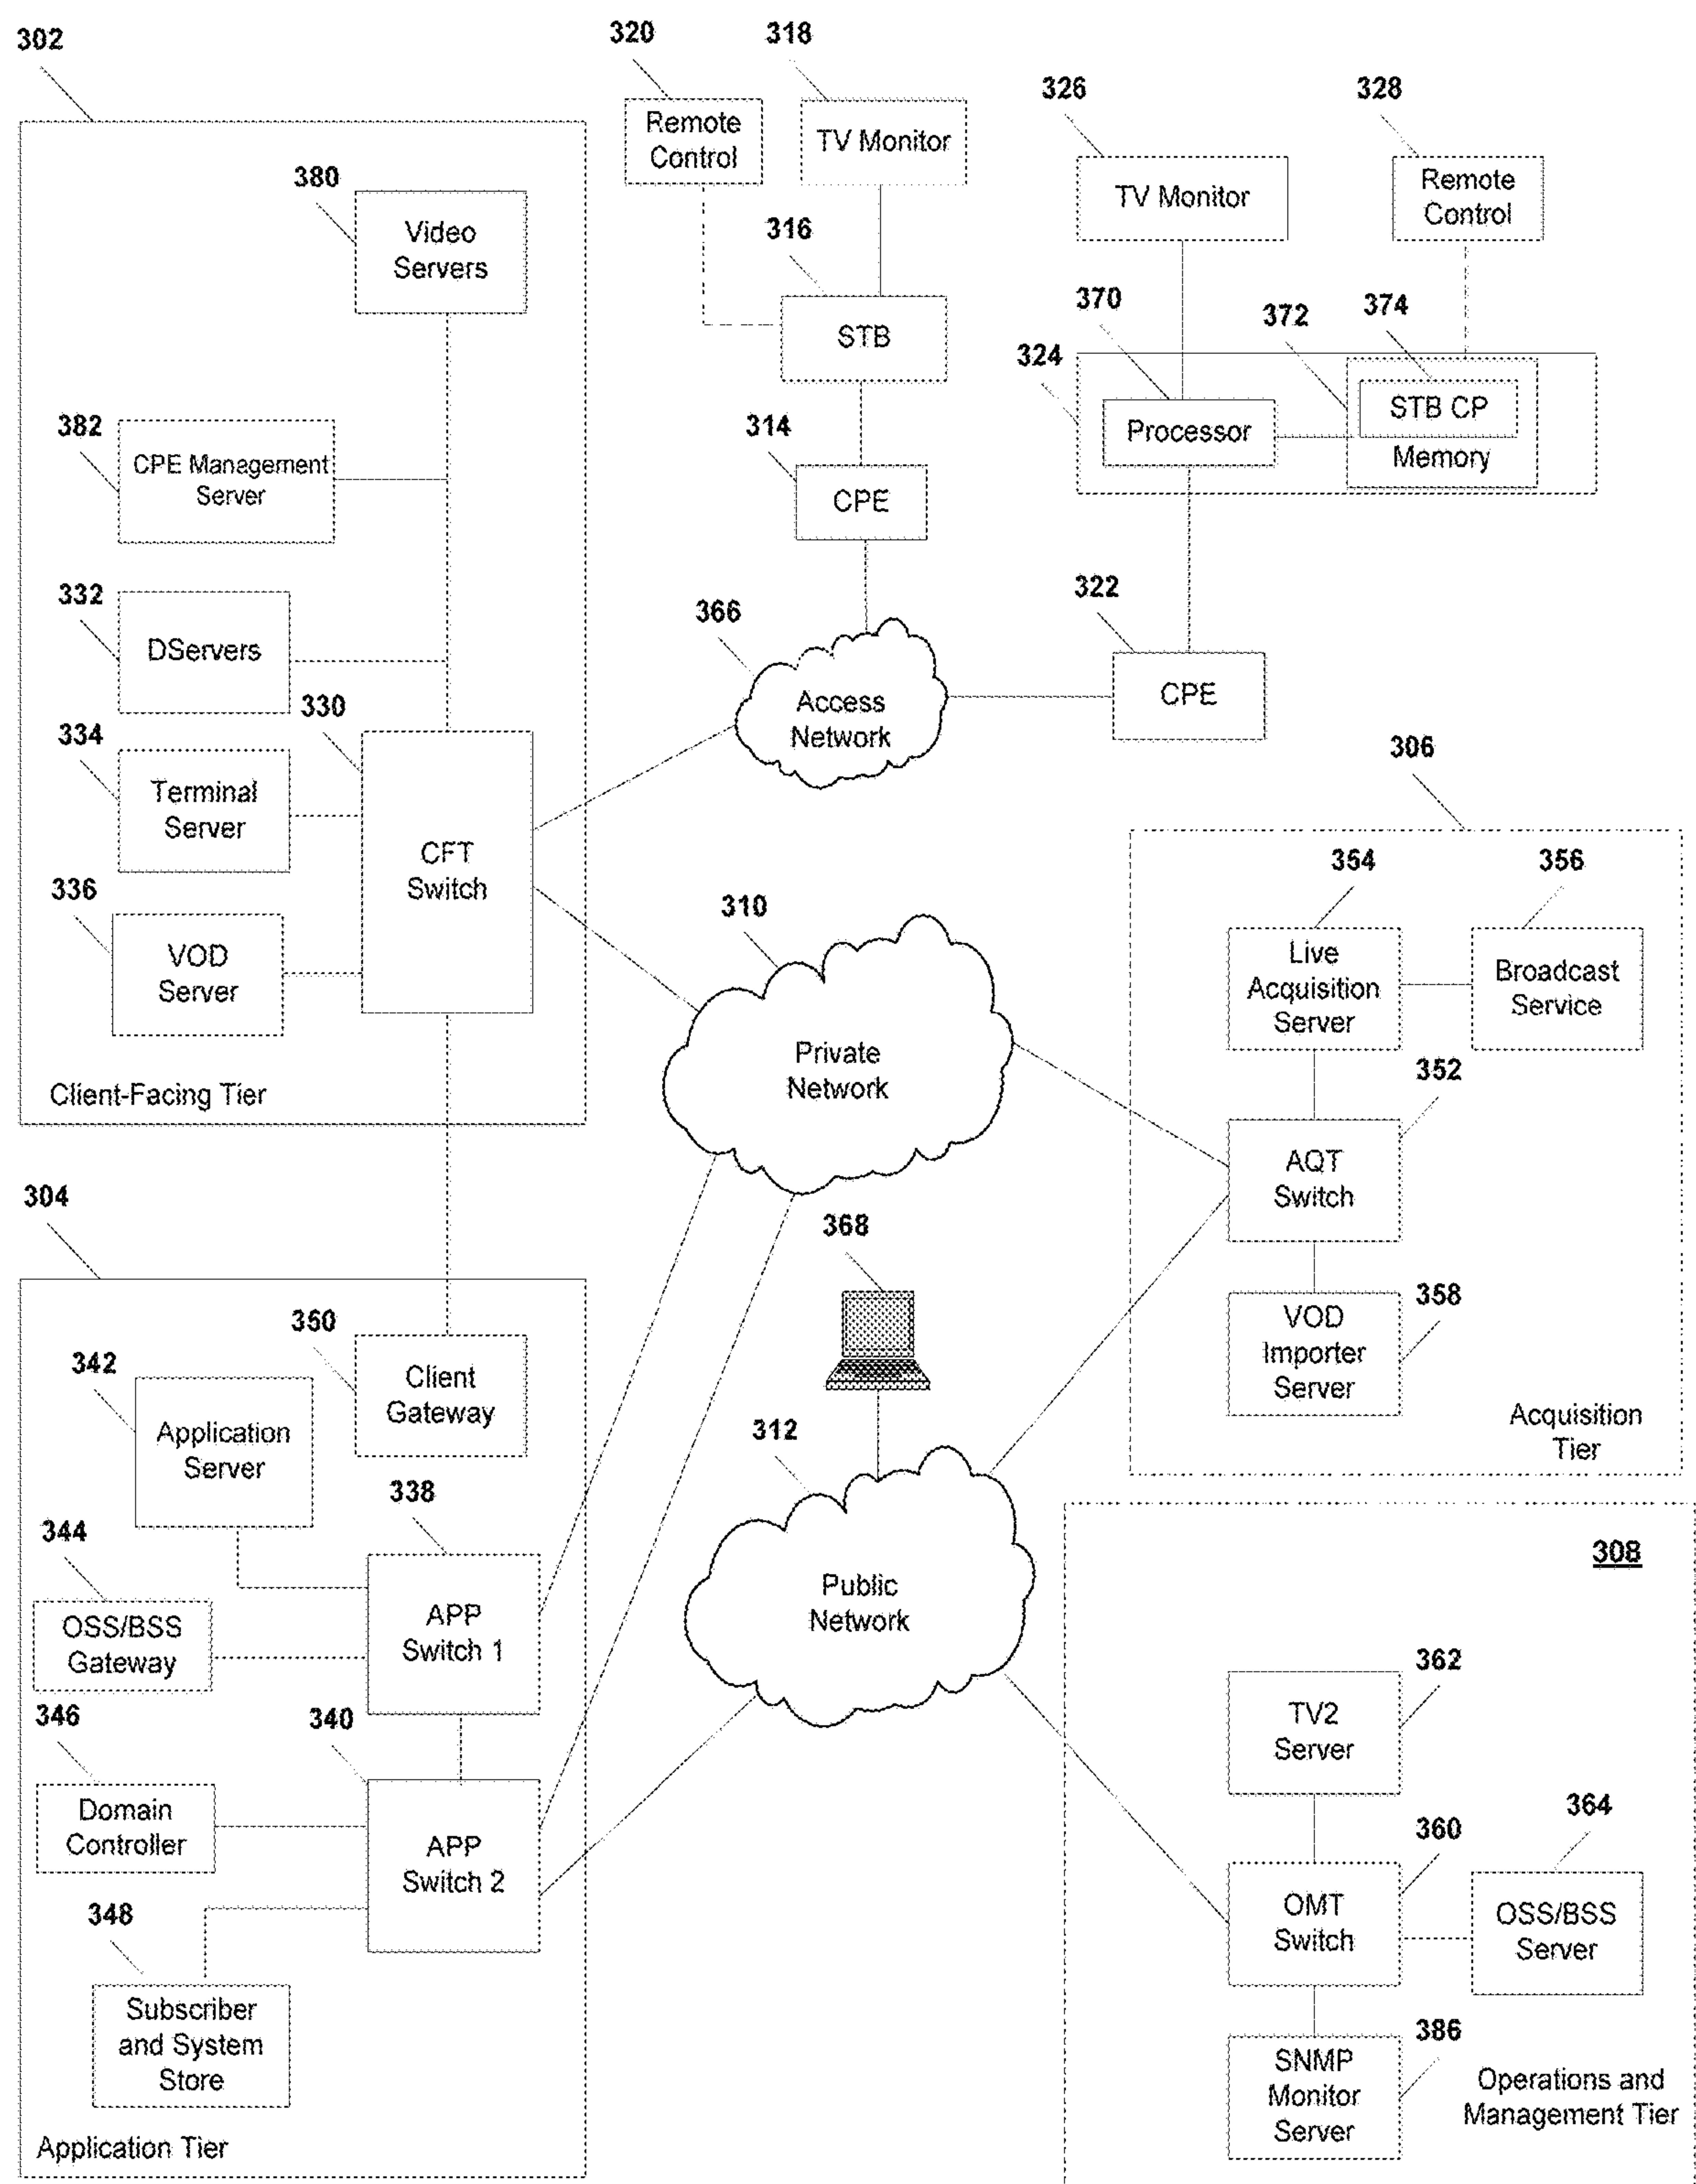 302
320
318
326
328
Remote
Control
TV Monitor
TV Monitor
Remote
Control
380
Video
Servers
316
STB
370
372
374
324
STB CP
Processor
Memory
382
CPE Management
Server
314
CPE
332
DServers
366
322
Access
Network
CPE
330
334
Terminal
Server
306
CFT
Switch
354
356
336
VOD
Server
310
Live
Acquisition
Server
Broadcast
Service
Private
Network
352
Client-Facing Tier
AQT
Switch
304
368
350
358
342
Client
Gateway
VOD
Importer
Server
Application
Server
312
Acquisition
Tier
338
344
308
OSS/BSS
Gateway
APP
Switch 1
Public
Network
362
346
340
TV2
Server
Domain
Controller
360
364
APP
Switch 2
348
OMT
Switch
OSS/BSS
Server
Subscriber
and System
Store
386
SNMP
Monitor
Server
Operations and
Management Tier
Application Tier